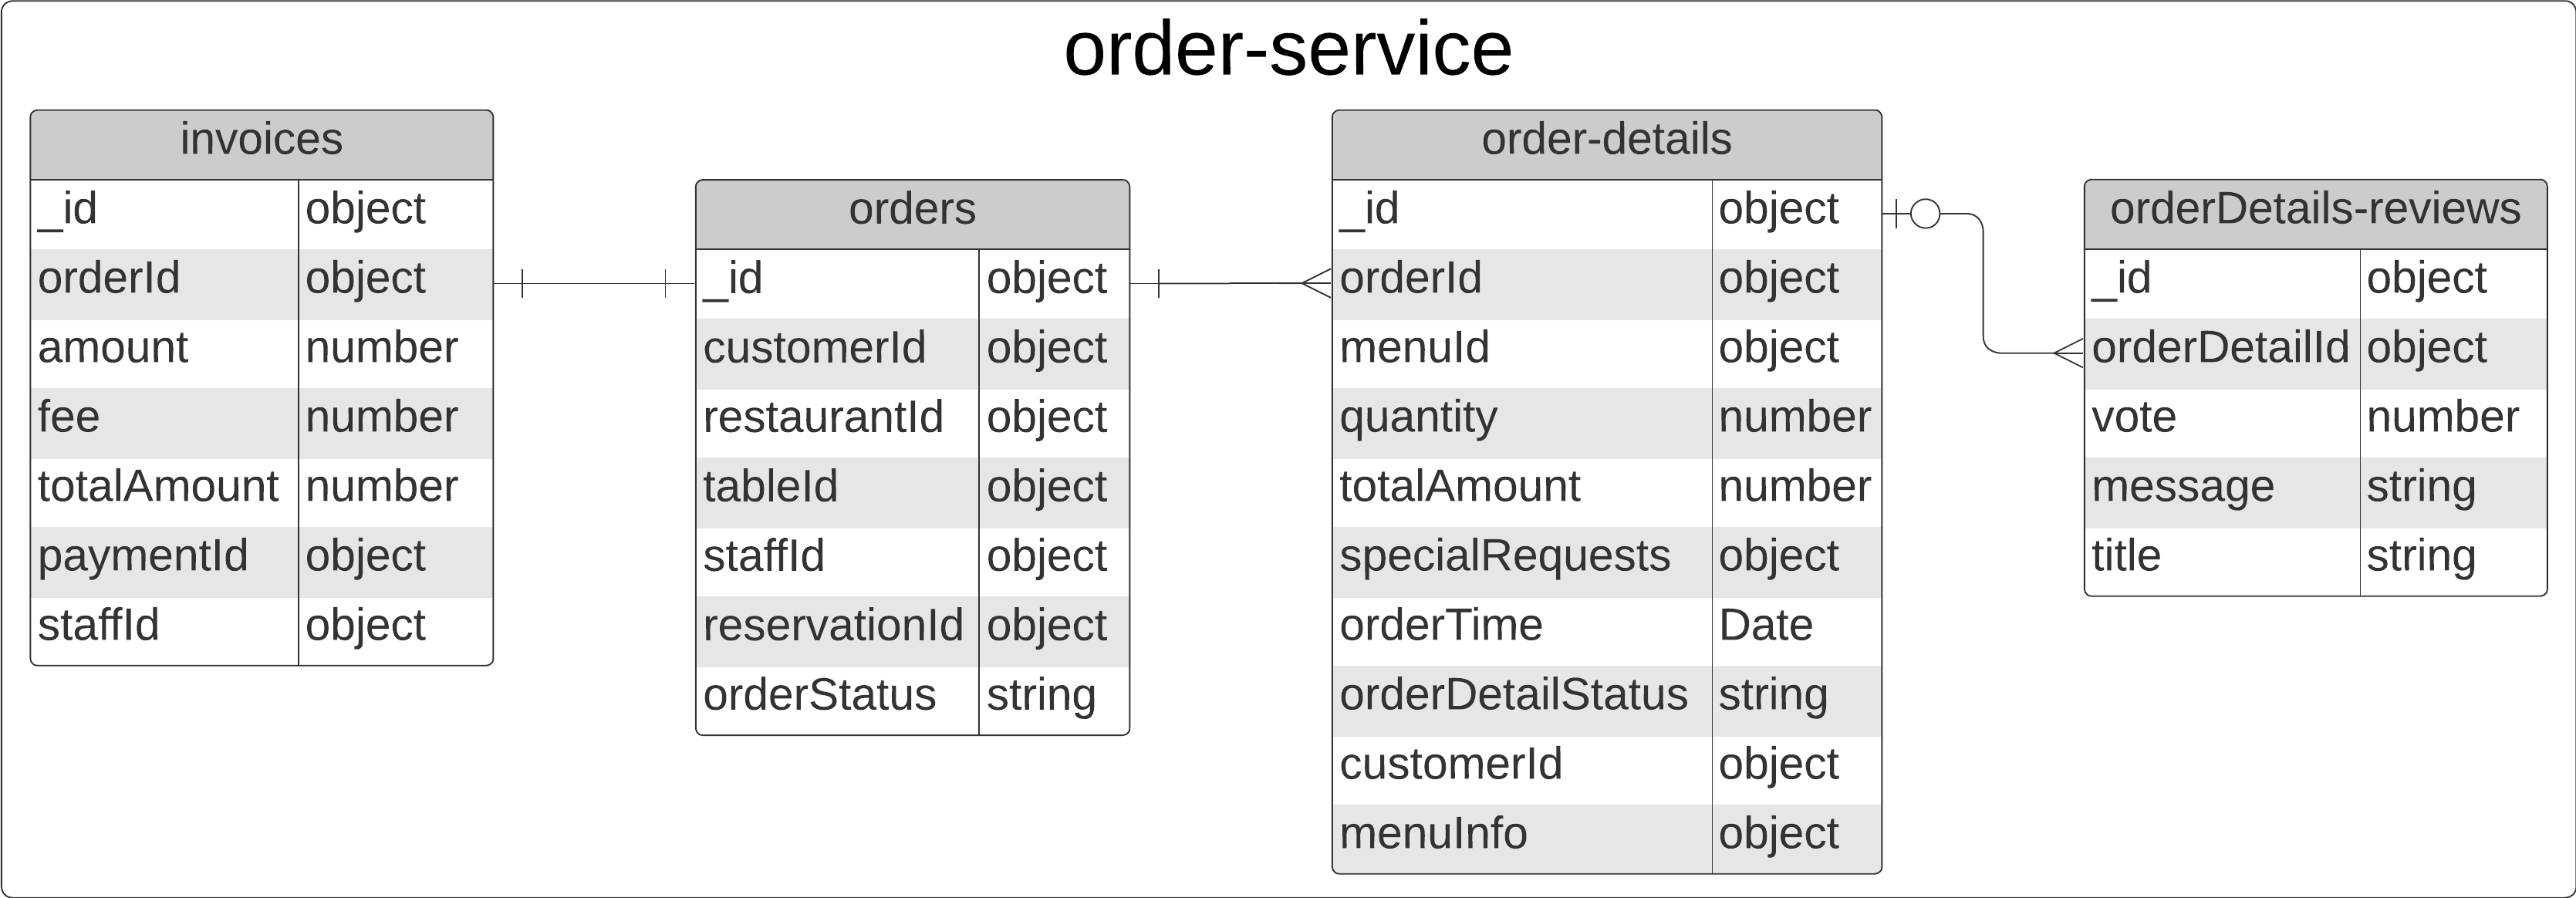 order-service
invoices
_id object
orderId object
amount number
fee number
totalAmount number
paymentId object
staffId object
orders
_id object
customerId object
restaurantId object
tableId object
staffId object
reservationId object
orderStatus string
order-details
_id object
orderId object
menuId object
quantity number
totalAmount number
specialRequests object
orderTime Date
orderDetailStatus string
customerId object
menuInfo object
orderDetails-reviews
_id object
orderDetailId object
vote number
message string
title string